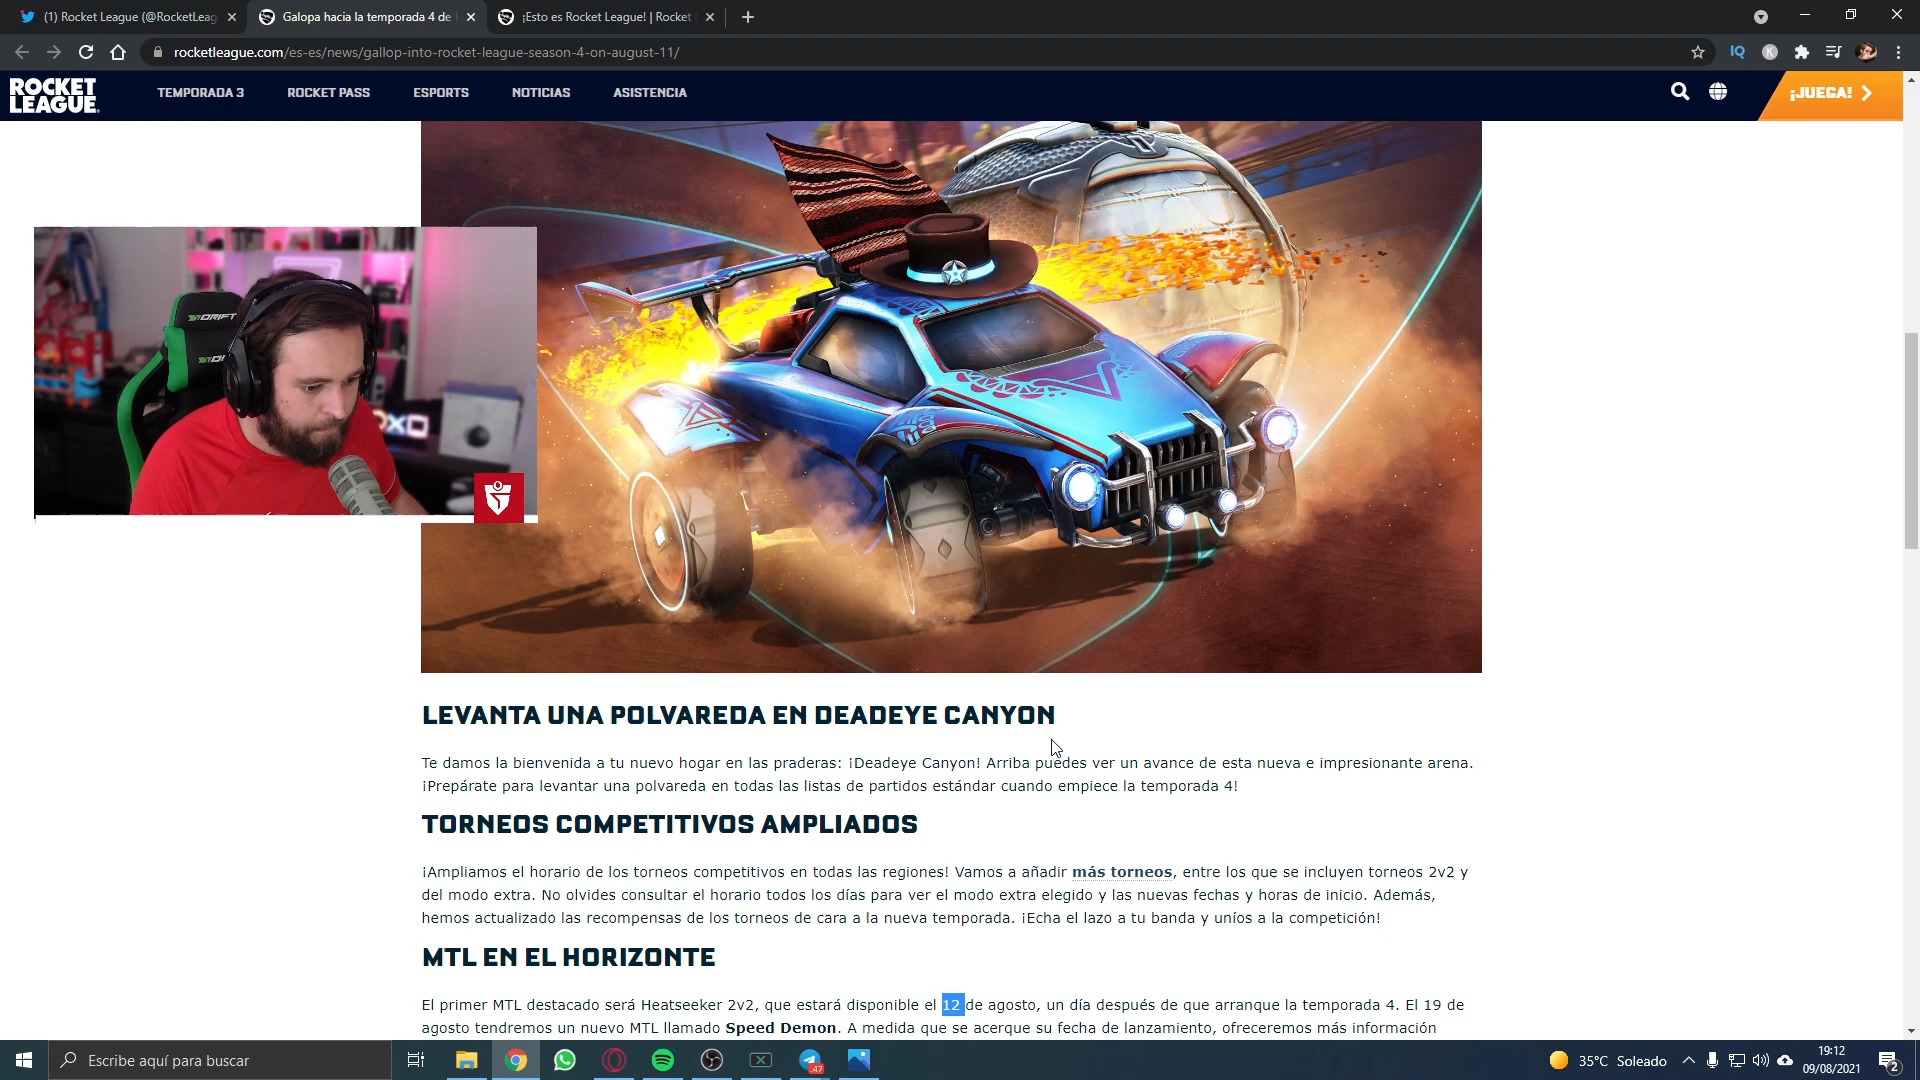 (1) Rocket League (@RocketLeag
Galopa hacia la temporada 4 de
¡Esto es Rocket League! | Rocket
rocketleague.com/es-es/news/gallop-into-rocket-league-season-4-on-august-11/
IQ
K
ROCKET
LEAGUE
TEMPORADA 3
ROCKET PASS
ESPORTS
NOTICIAS
ASISTENCIA
¡JUEGA!
DRIFT
OXO
LEVANTA UNA POLVAREDA EN DEADEYE CANYON
Te damos la bienvenida a tu nuevo hogar en las praderas: ¡Deadeye Canyon! Arriba puedes ver un avance de esta nueva e impresionante arena.
¡Prepárate para levantar una polvareda en todas las listas de partidos estándar cuando empiece la temporada 4!
TORNEOS COMPETITIVOS AMPLIADOS
¡Ampliamos el horario de los torneos competitivos en todas las regiones! Vamos a añadir más torneos, entre los que se incluyen torneos 2v2 y
del modo extra. No olvides consultar el horario todos los días para ver el modo extra elegido y las nuevas fechas y horas de inicio. Además,
hemos actualizado las recompensas de los torneos de cara a la nueva temporada. ¡Echa el lazo a tu banda y uníos a la competición!
MTL EN EL HORIZONTE
El primer MTL destacado será Heatseeker 2v2, que estará disponible el 12 de agosto, un día después de que arranque la temporada 4. El 19 de
agosto tendremos un nuevo MTL llamado Speed Demon. A medida que se acerque su fecha de lanzamiento, ofreceremos más información
Escribe aquí para buscar
47
35°C Soleado
19:12
09/08/2021
2